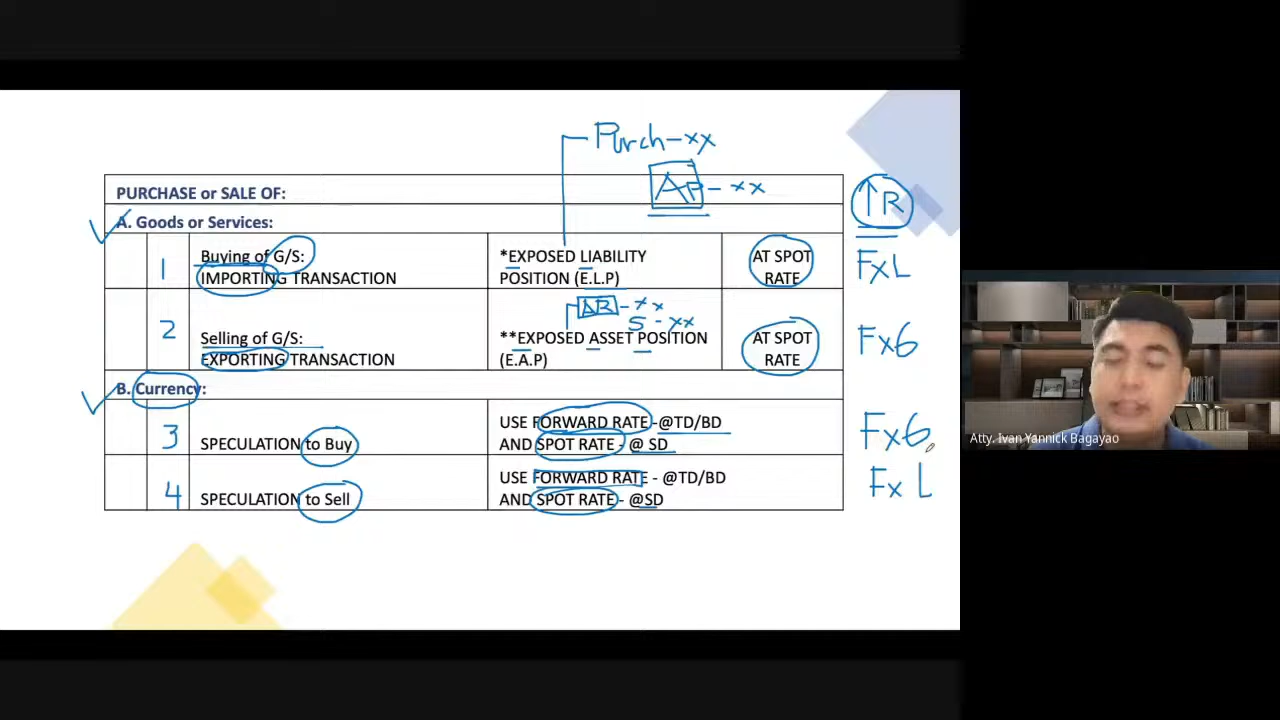 Purch-xx
AP-xx
PURCHASE or SALE OF:
↑R
A. Goods or Services:
1 Buying of G/S: *EXPOSED LIABILITY AT SPOT FxL
IMPORTING TRANSACTION POSITION (E.L.P) RATE
AR-xx
S-xx
2 Selling of G/S: **EXPOSED ASSET POSITION AT SPOT FxG
EXPORTING TRANSACTION (E.A.P) RATE
B. Currency:
3 SPECULATION to Buy USE FORWARD RATE -@TD/BD FxG
AND SPOT RATE - @ SD
4 SPECULATION to Sell USE FORWARD RATE - @TD/BD FxL
AND SPOT RATE - @SD
Atty. Ivan Yannick Bagayao